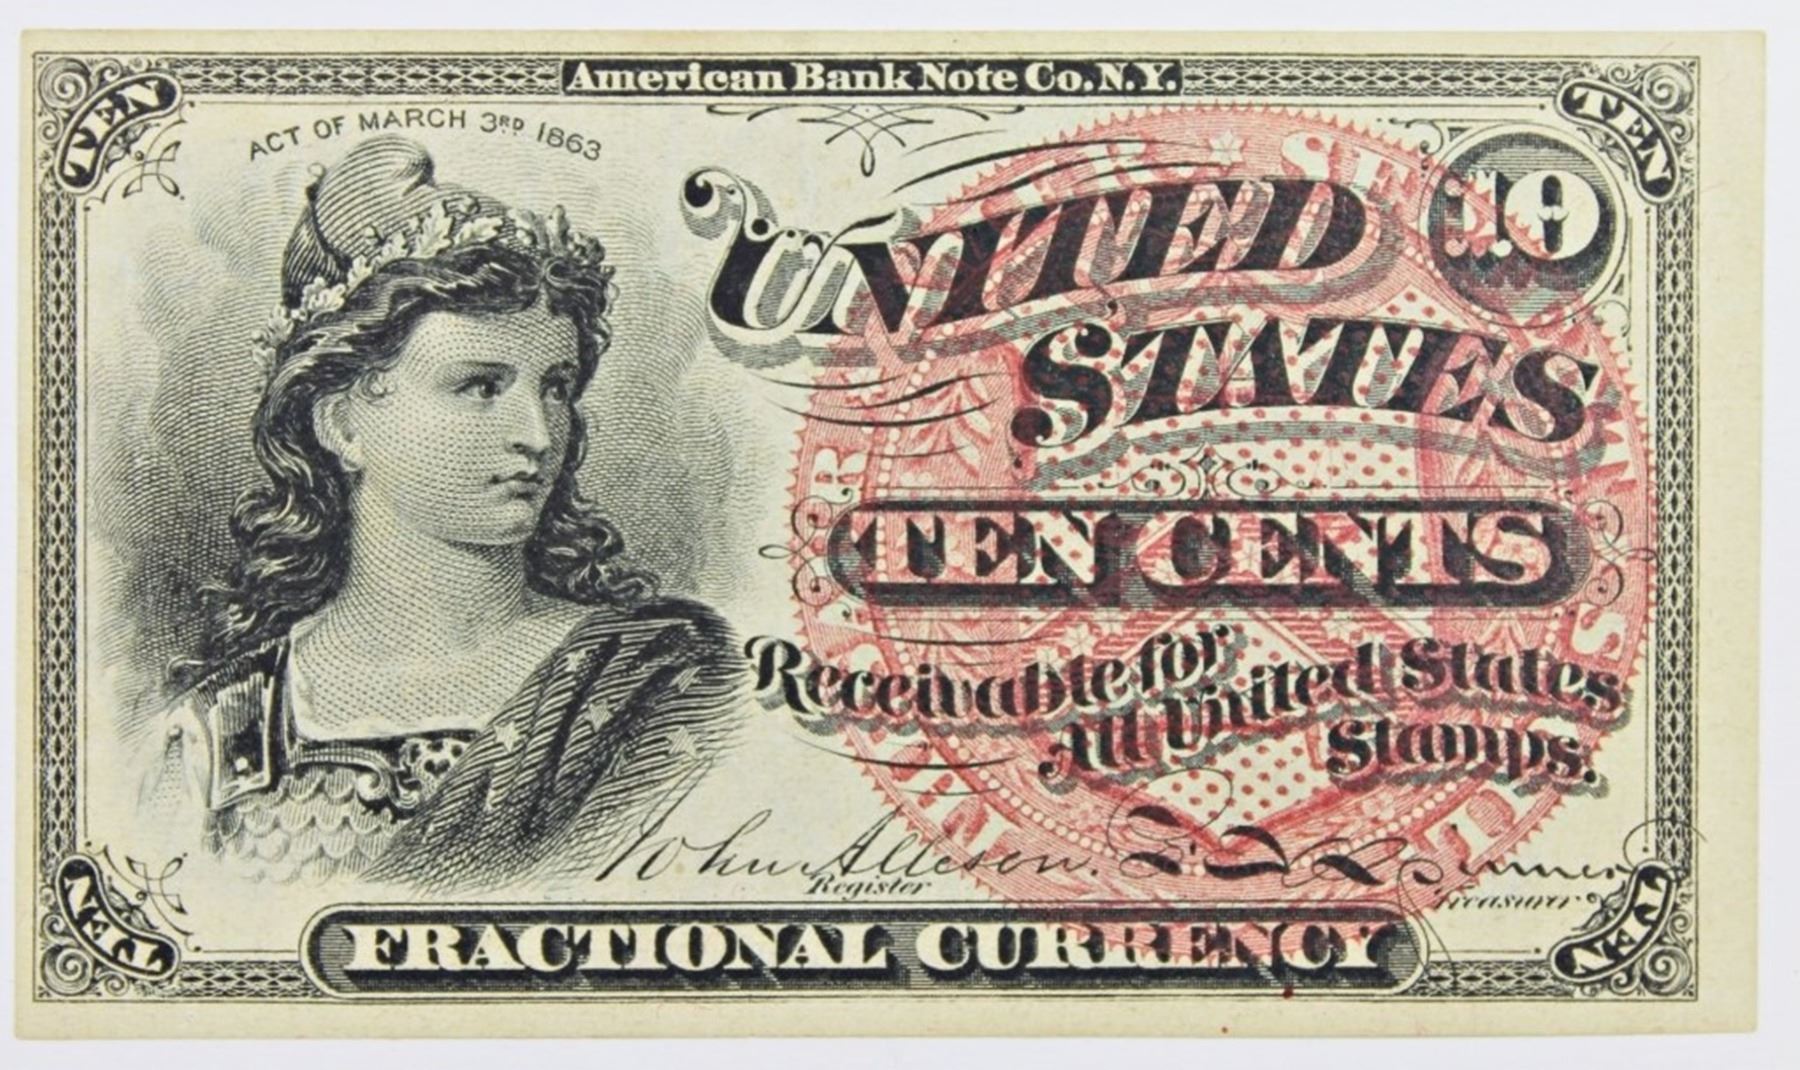 American Bank Note Co. N.Y.
TEN
TEN
ACT OF MARCH 3RD 1863
10
UNITED
STATES
TEN CENTS
Receivable for
All United States
Stamps.
John Allison.
Register
F E Spinner
Treasurer
TEN
TEN
FRACTIONAL CURRENCY